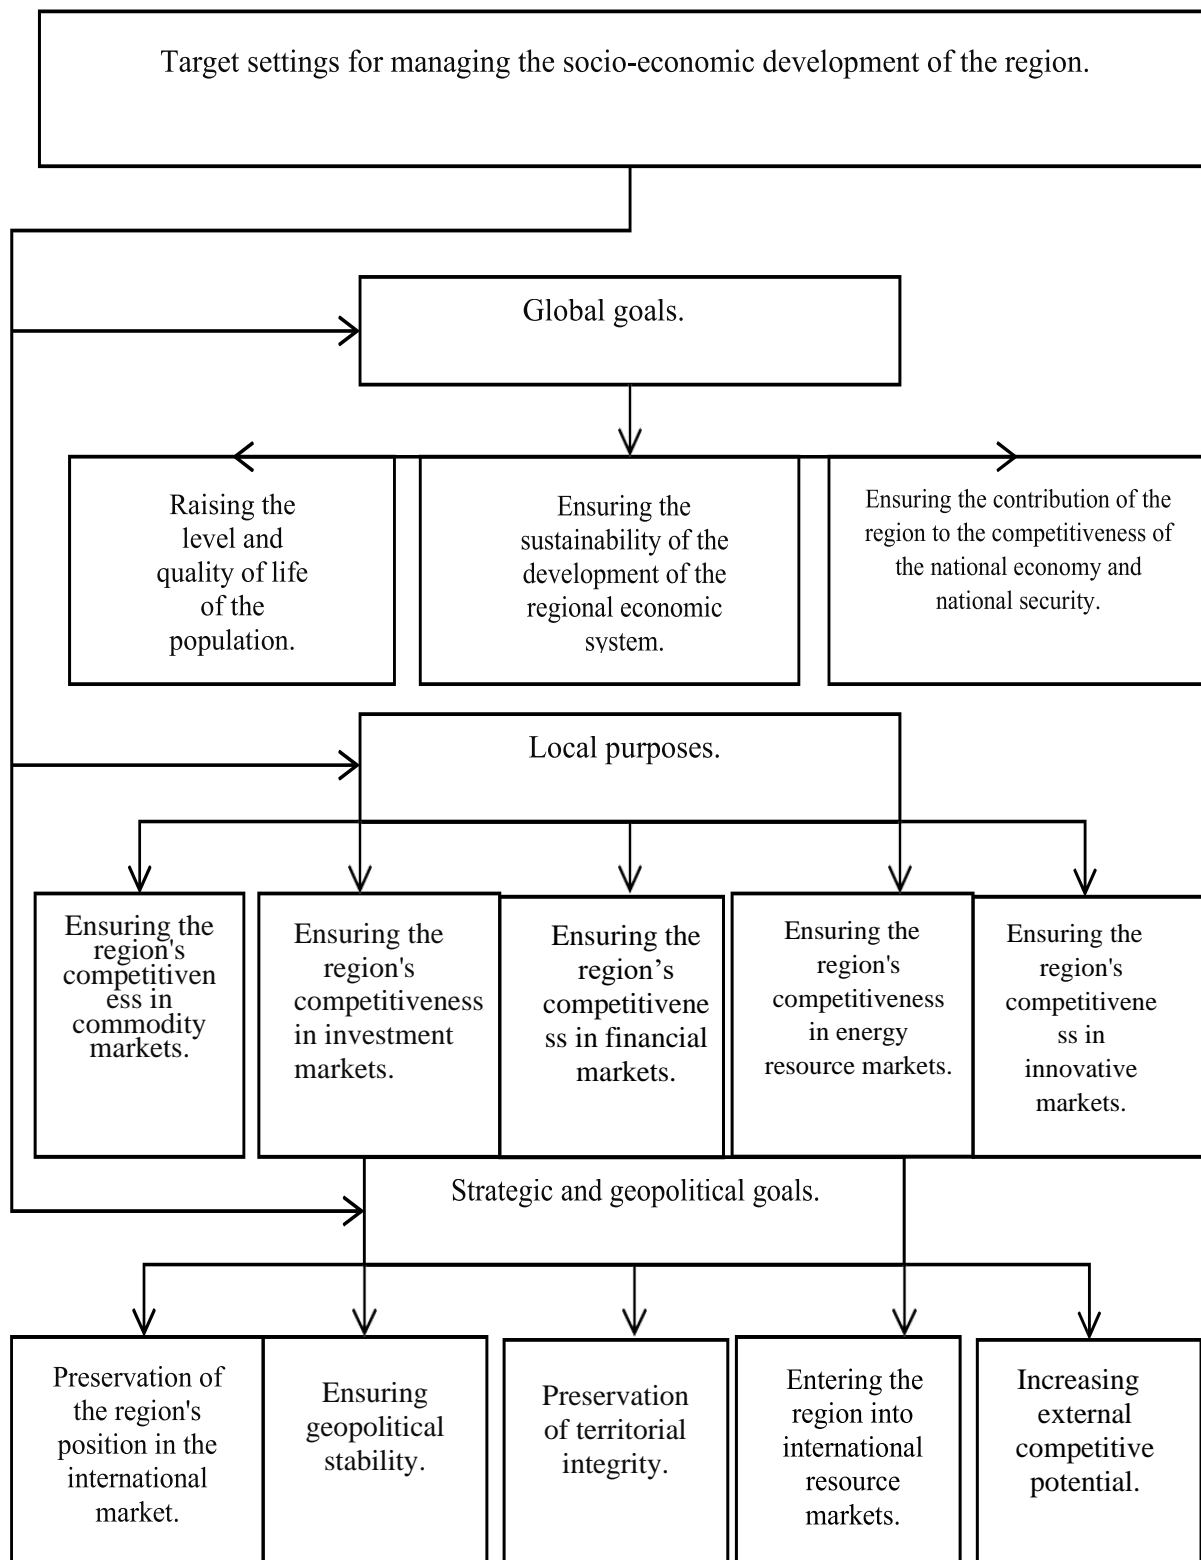 Target settings for managing the socio-economic development of the region.
Global goals.
Raising the
level and
quality of life
of the
population.
Ensuring the
sustainability of the
development of the
regional economic
system.
Ensuring the contribution of the
region to the competitiveness of
the national economy and
national security.
Local purposes.
Ensuring the
region's
competitiven
ess in
commodity
markets.
Ensuring the
region's
competitiveness
in investment
markets.
Ensuring the
region’s
competitivene
ss in financial
markets.
Ensuring the
region's
competitiveness
in energy
resource markets.
Ensuring the
region's
competitivene
ss in
innovative
markets.
Strategic and geopolitical goals.
Preservation of
the region's
position in the
international
market.
Ensuring
geopolitical
stability.
Preservation
of territorial
integrity.
Entering the
region into
international
resource
markets.
Increasing
external
competitive
potential.